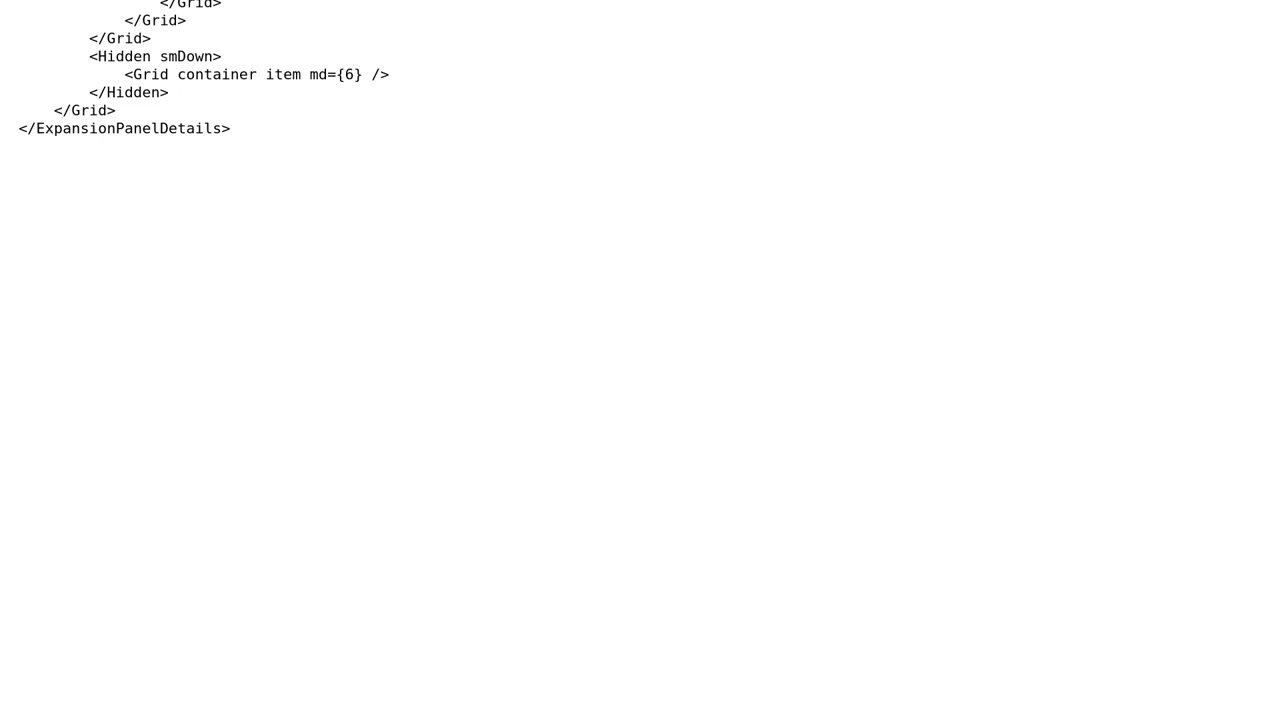 </Grid>
</Grid>
</Grid>
<Hidden smDown>
<Grid container item md={6} />
</Hidden>
</Grid>
</ExpansionPanelDetails>